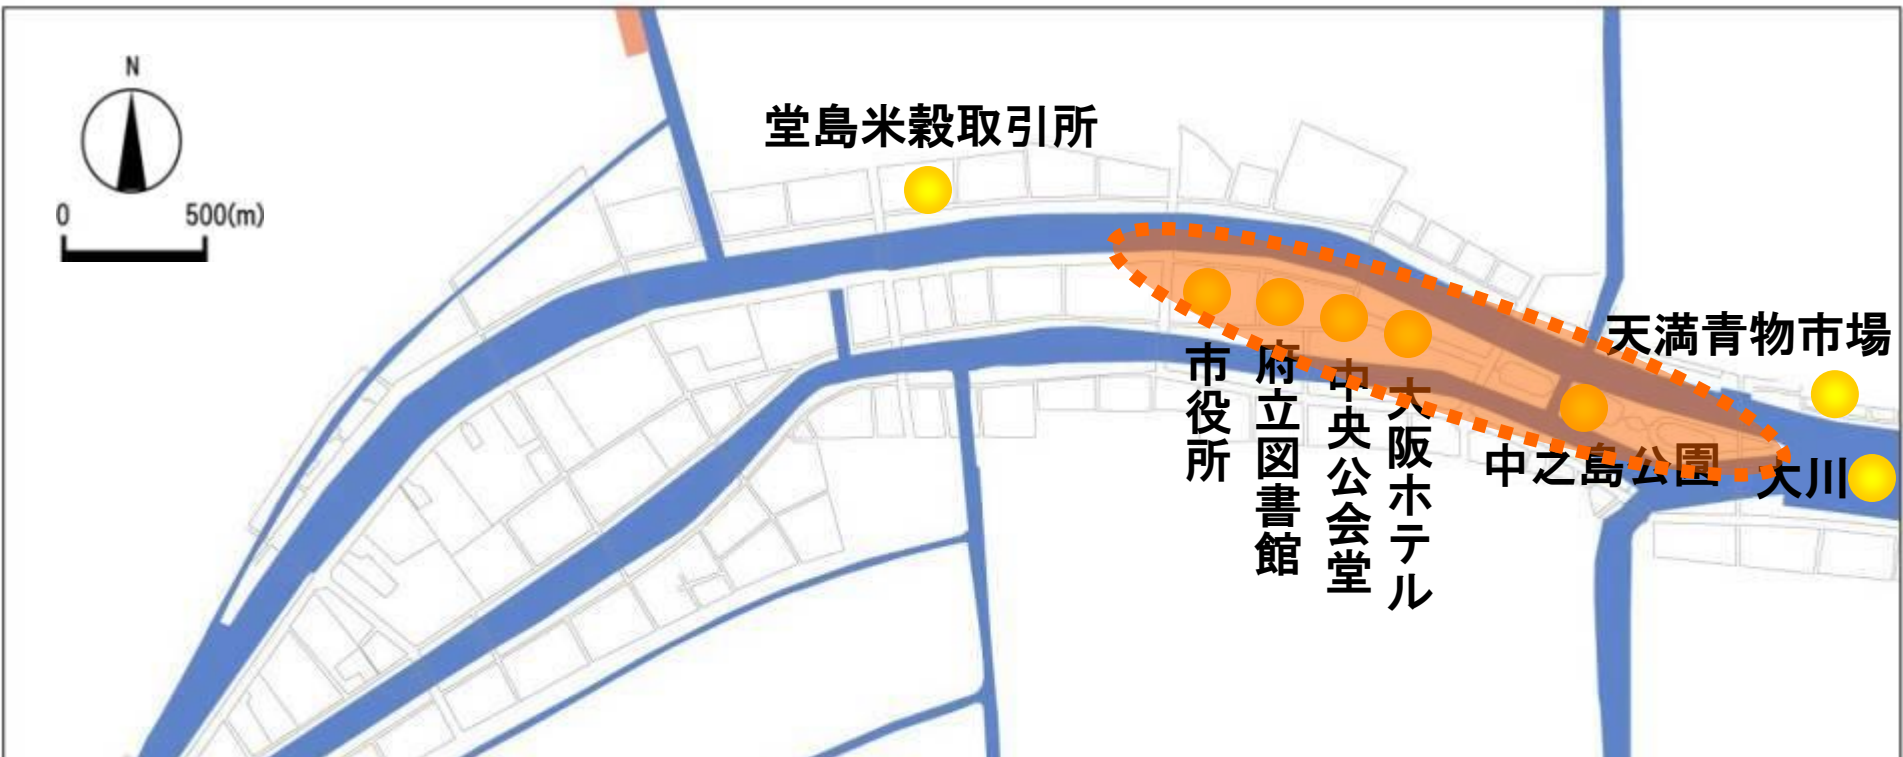 N
0 500(m)
堂島米穀取引所
天満青物市場
市役所
府立図書館
中央公会堂
大阪ホテル
中之島公園
大川